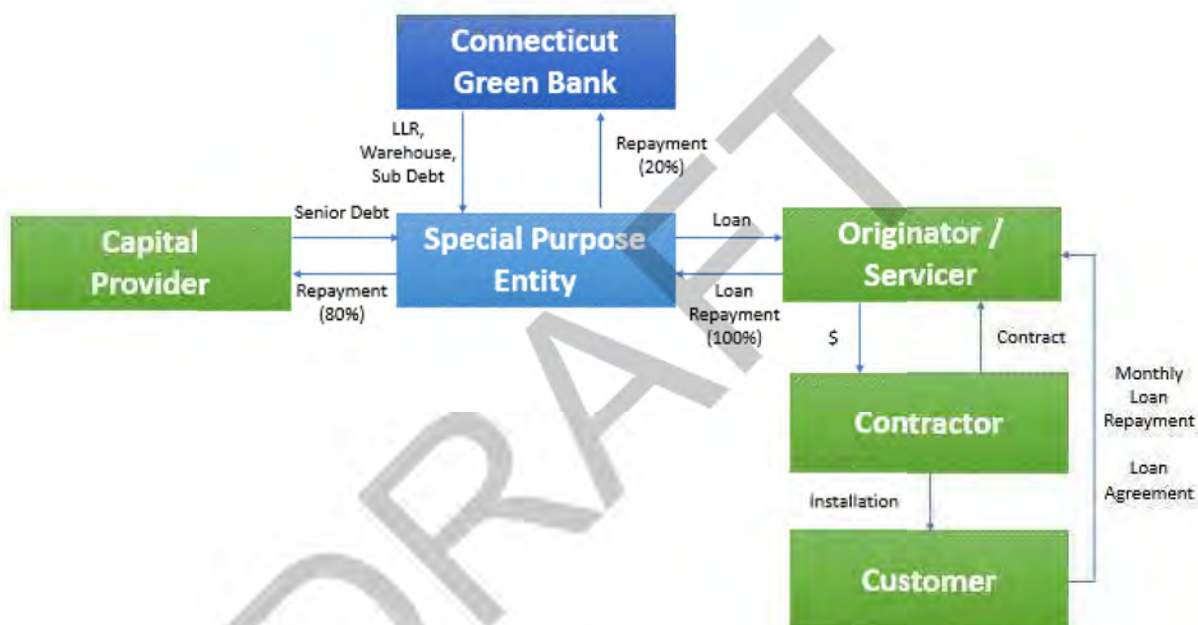 Connecticut
Green Bank
LLR,
Warehouse,
Sub Debt
Repayment
(20%)
Capital
Provider
Senior Debt
Repayment
(80%)
Special Purpose
Entity
Loan
Loan
Repayment
(100%)
Originator /
Servicer
$
Contract
Contractor
Monthly
Loan
Repayment
Loan
Agreement
Installation
Customer
DRAFT